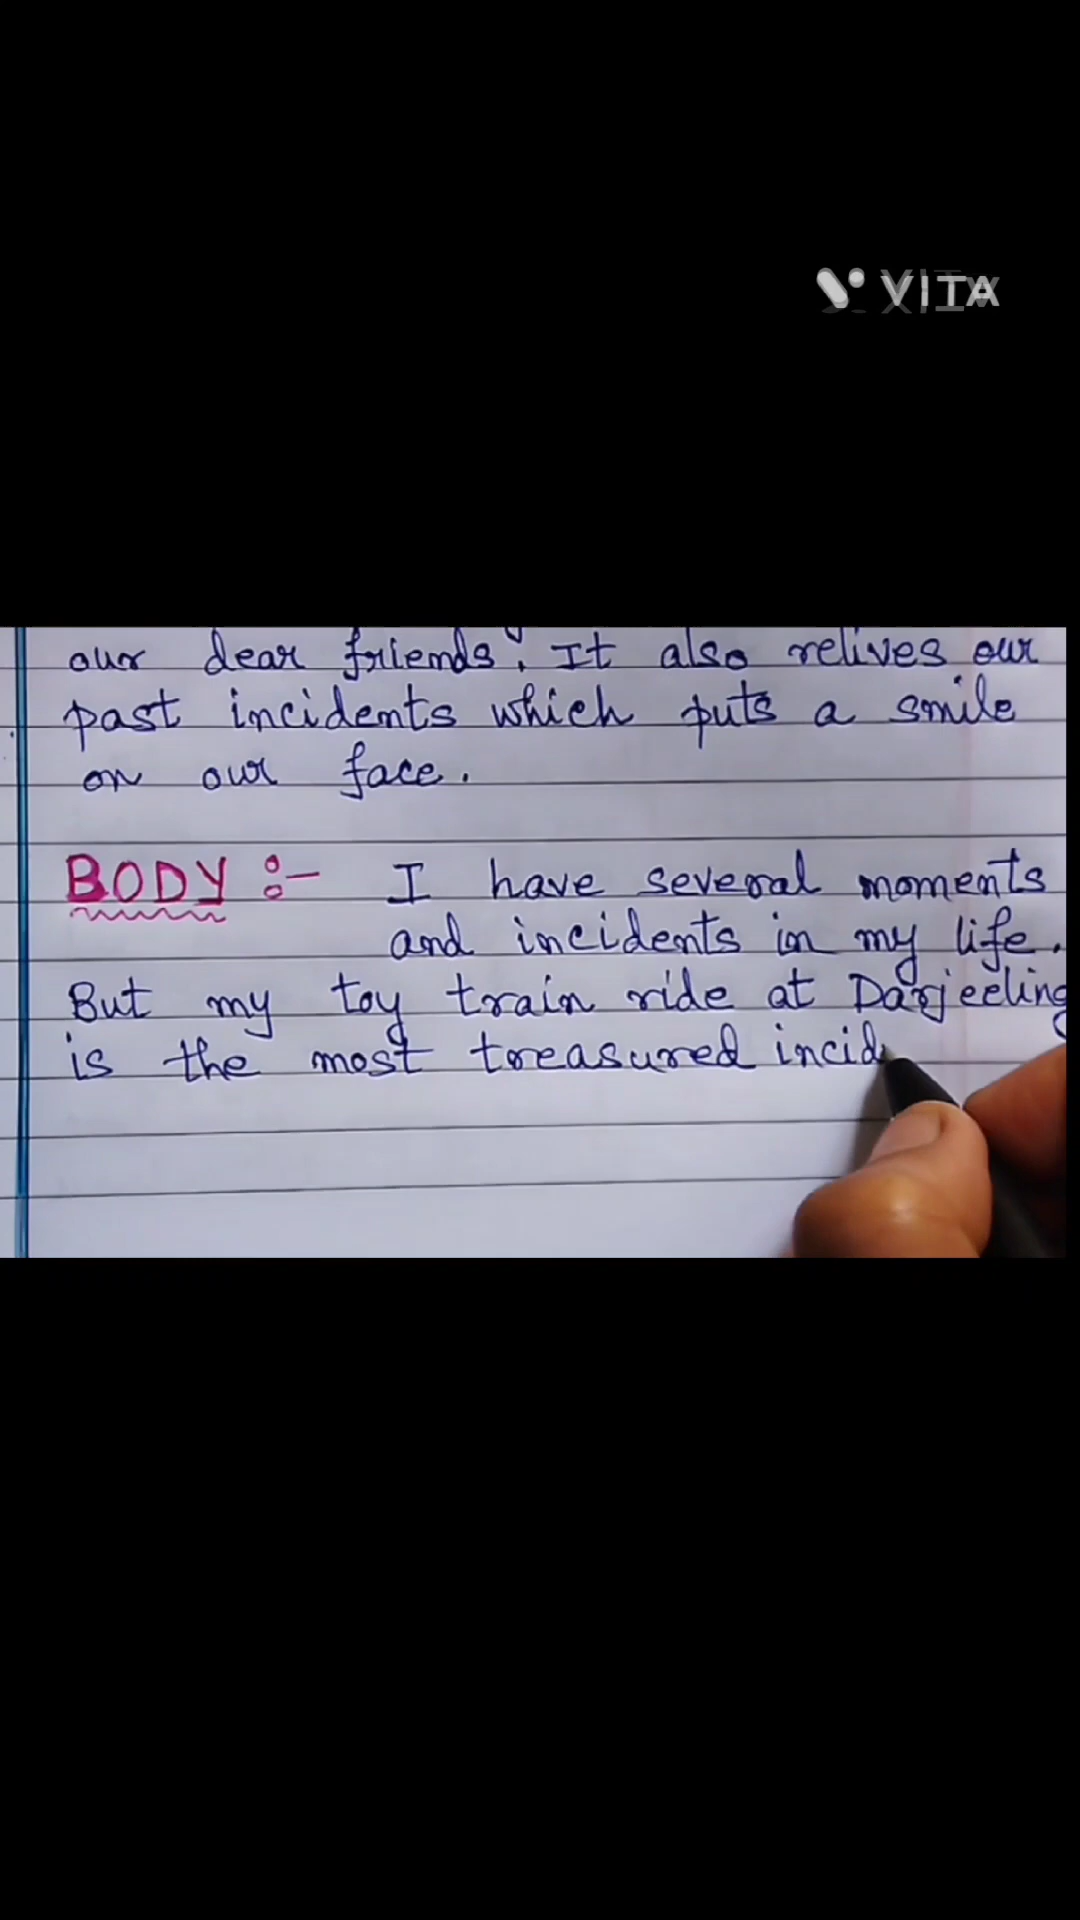 VITA
our dear friends. It also relives our
past incidents which puts a smile
on our face.
BODY :- I have several moments
and incidents in my life.
But my toy train ride at Darjeeling
is the most treasured incid